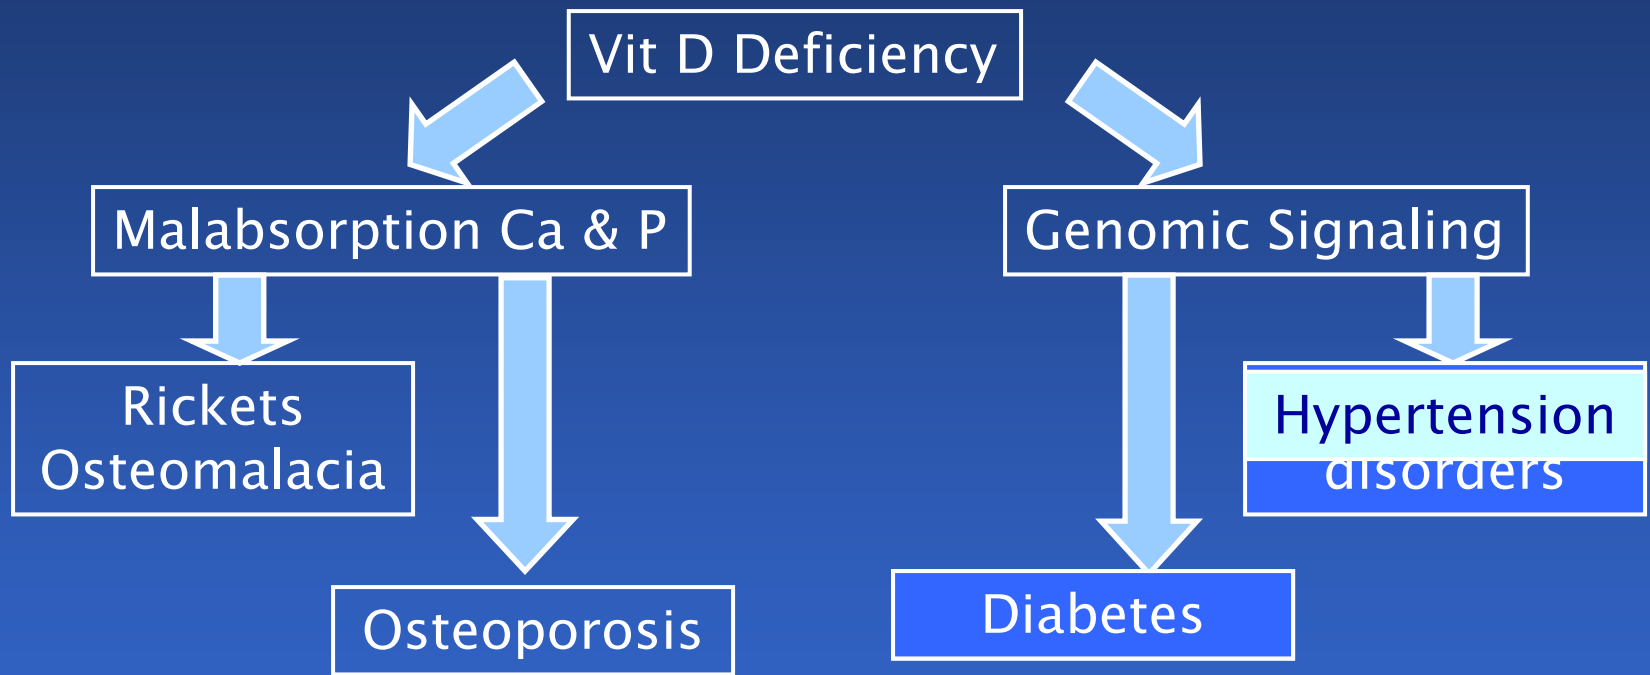 Vit D Deficiency
Malabsorption Ca & P
Genomic Signaling
Rickets
Osteomalacia
Hypertension
disorders
Osteoporosis
Diabetes